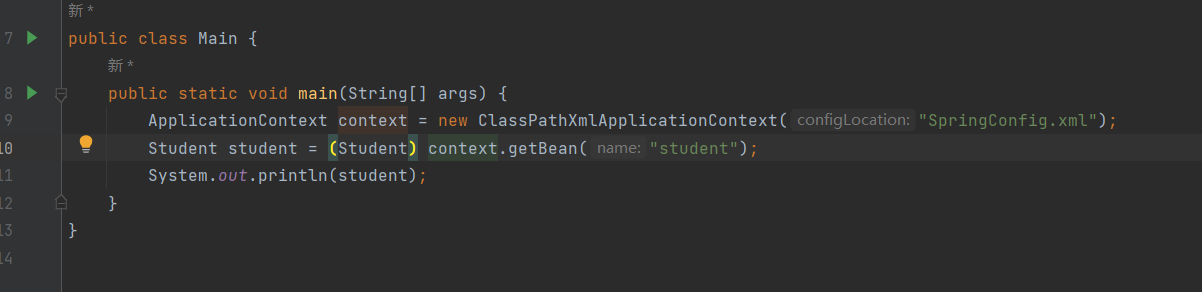 新 *
7 public class Main {
新 *
8 public static void main(String[] args) {
9 ApplicationContext context = new ClassPathXmlApplicationContext( configLocation: "SpringConfig.xml");
10 Student student = (Student) context.getBean( name: "student");
11 System.out.println(student);
12 }
13 }
14